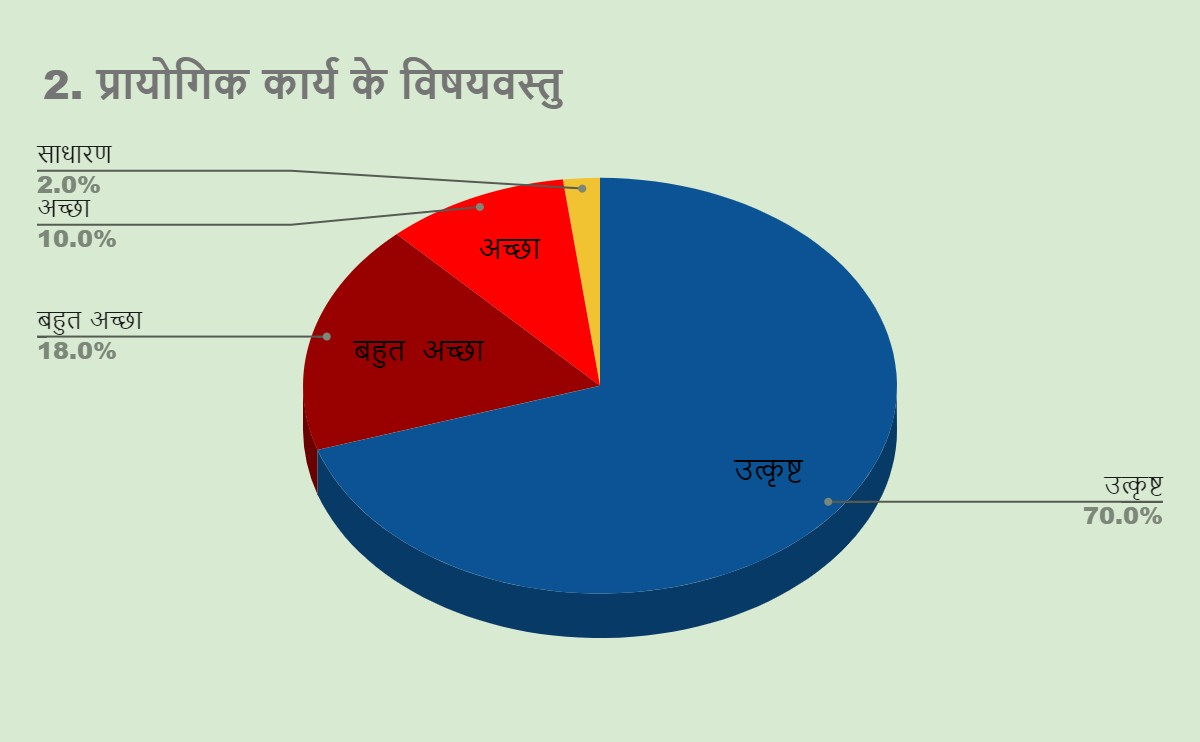 2. प्रायोगिक कार्य के विषयवस्तु
साधारण
2.0%
अच्छा
10.0%
अच्छा
बहुत अच्छा
18.0%
बहुत अच्छा
उत्कृष्ट
उत्कृष्ट
70.0%